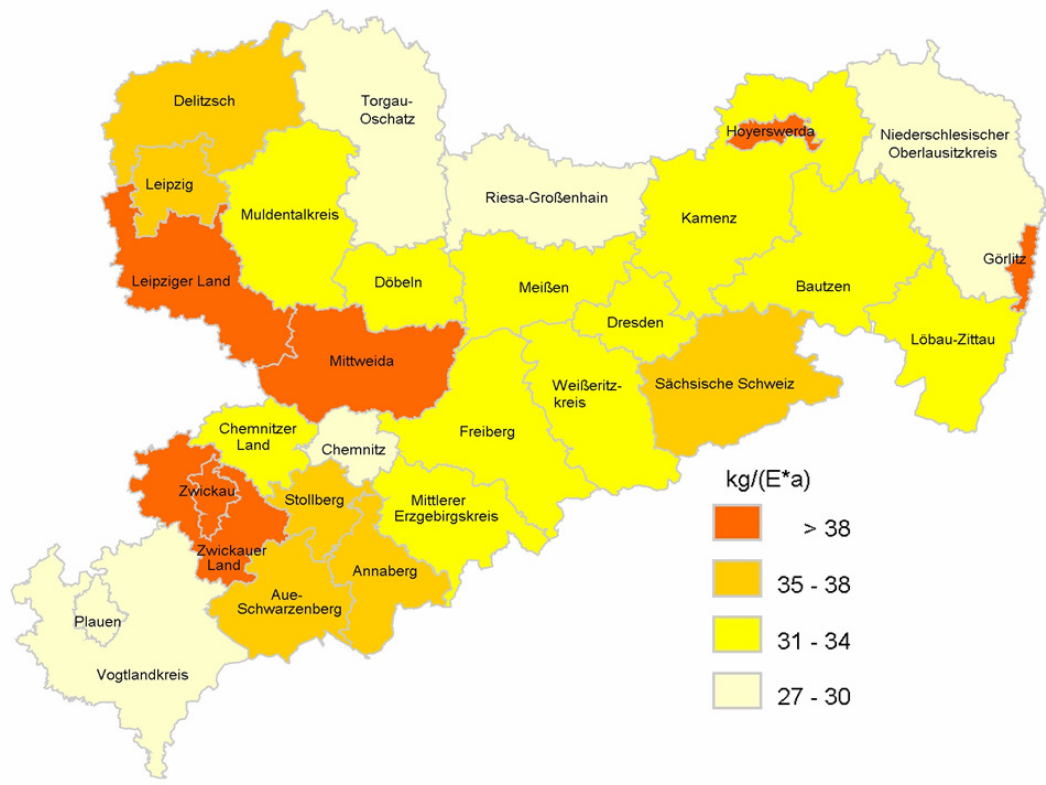 Delitzsch
Torgau-
Oschatz
Hoyerswerda
Niederschlesischer
Oberlausitzkreis
Leipzig
Muldentalkreis
Riesa-Großenhain
Kamenz
Görlitz
Leipziger Land
Döbeln
Meißen
Bautzen
Dresden
Löbau-Zittau
Mittweida
Weißeritz-
kreis
Sächsische Schweiz
Chemnitzer
Land
Chemnitz
Freiberg
kg/(E*a)
Zwickau
Stollberg
Mittlerer
Erzgebirgskreis
> 38
Zwickauer
Land
Annaberg
35 - 38
Aue-
Schwarzenberg
Plauen
31 - 34
Vogtlandkreis
27 - 30